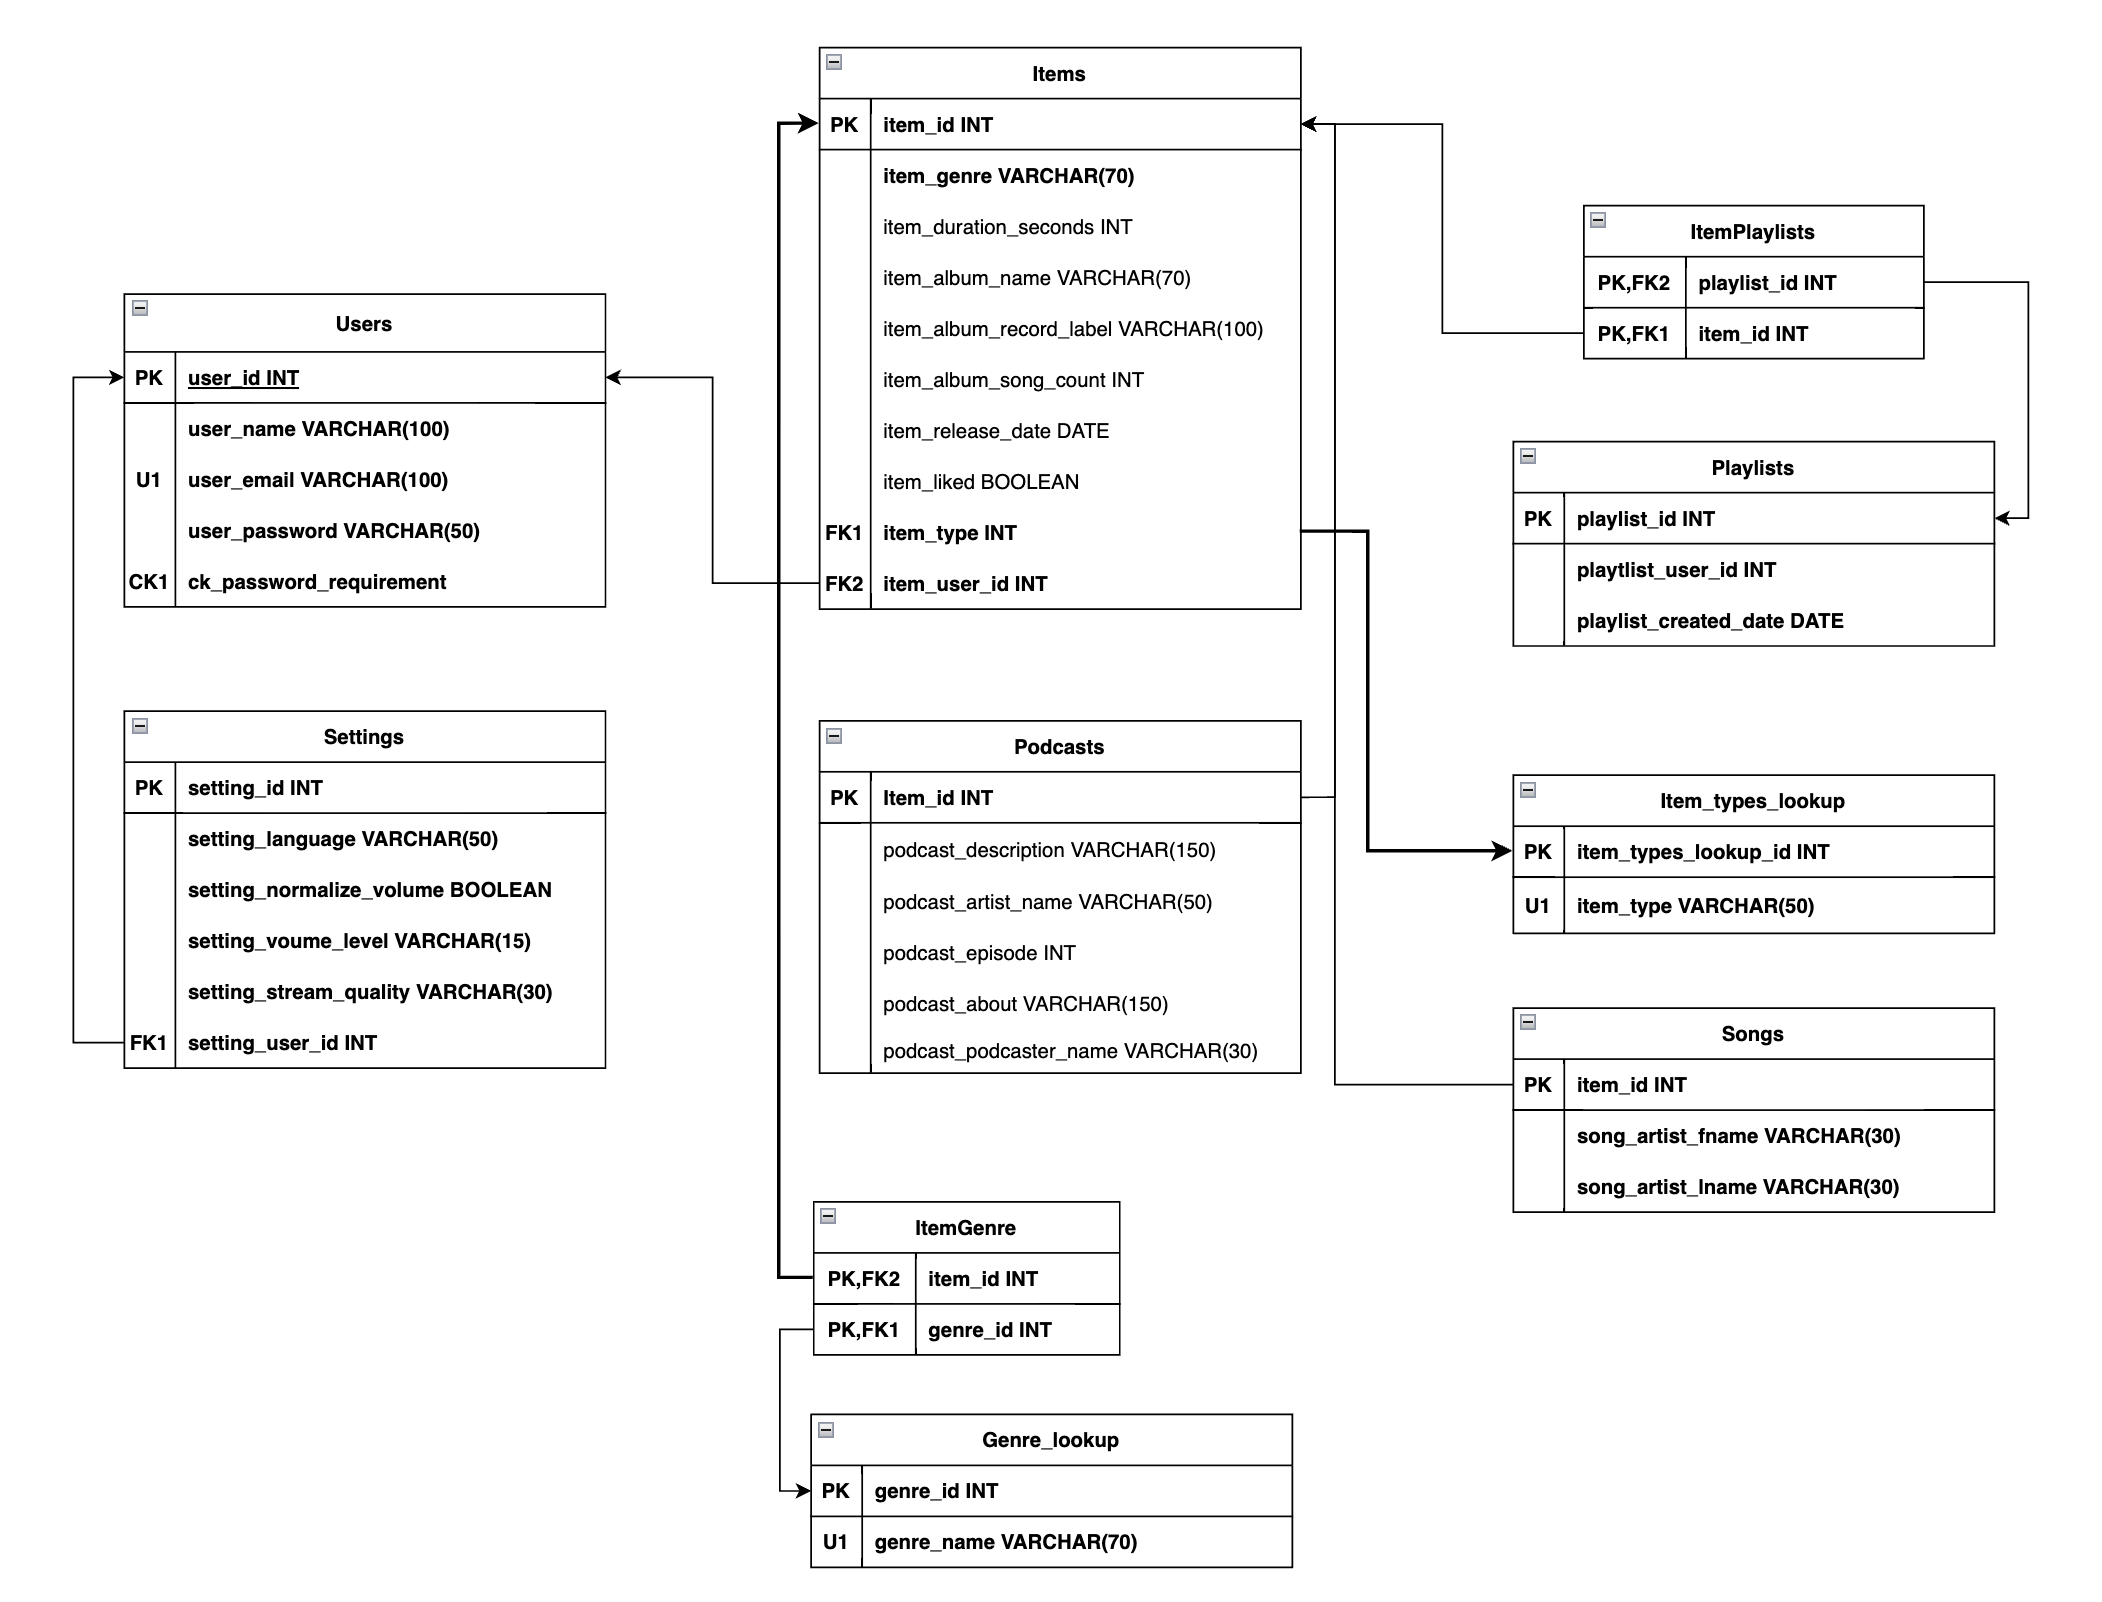 Items
PK item_id INT
item_genre VARCHAR(70)
item_duration_seconds INT
item_album_name VARCHAR(70)
item_album_record_label VARCHAR(100)
item_album_song_count INT
item_release_date DATE
item_liked BOOLEAN
FK1 item_type INT
FK2 item_user_id INT
ItemPlaylists
PK,FK2 playlist_id INT
PK,FK1 item_id INT
Users
PK user_id INT
user_name VARCHAR(100)
U1 user_email VARCHAR(100)
user_password VARCHAR(50)
CK1 ck_password_requirement
Playlists
PK playlist_id INT
playtlist_user_id INT
playlist_created_date DATE
Settings
PK setting_id INT
setting_language VARCHAR(50)
setting_normalize_volume BOOLEAN
setting_voume_level VARCHAR(15)
setting_stream_quality VARCHAR(30)
FK1 setting_user_id INT
Podcasts
PK Item_id INT
podcast_description VARCHAR(150)
podcast_artist_name VARCHAR(50)
podcast_episode INT
podcast_about VARCHAR(150)
podcast_podcaster_name VARCHAR(30)
Item_types_lookup
PK item_types_lookup_id INT
U1 item_type VARCHAR(50)
Songs
PK item_id INT
song_artist_fname VARCHAR(30)
song_artist_lname VARCHAR(30)
ItemGenre
PK,FK2 item_id INT
PK,FK1 genre_id INT
Genre_lookup
PK genre_id INT
U1 genre_name VARCHAR(70)